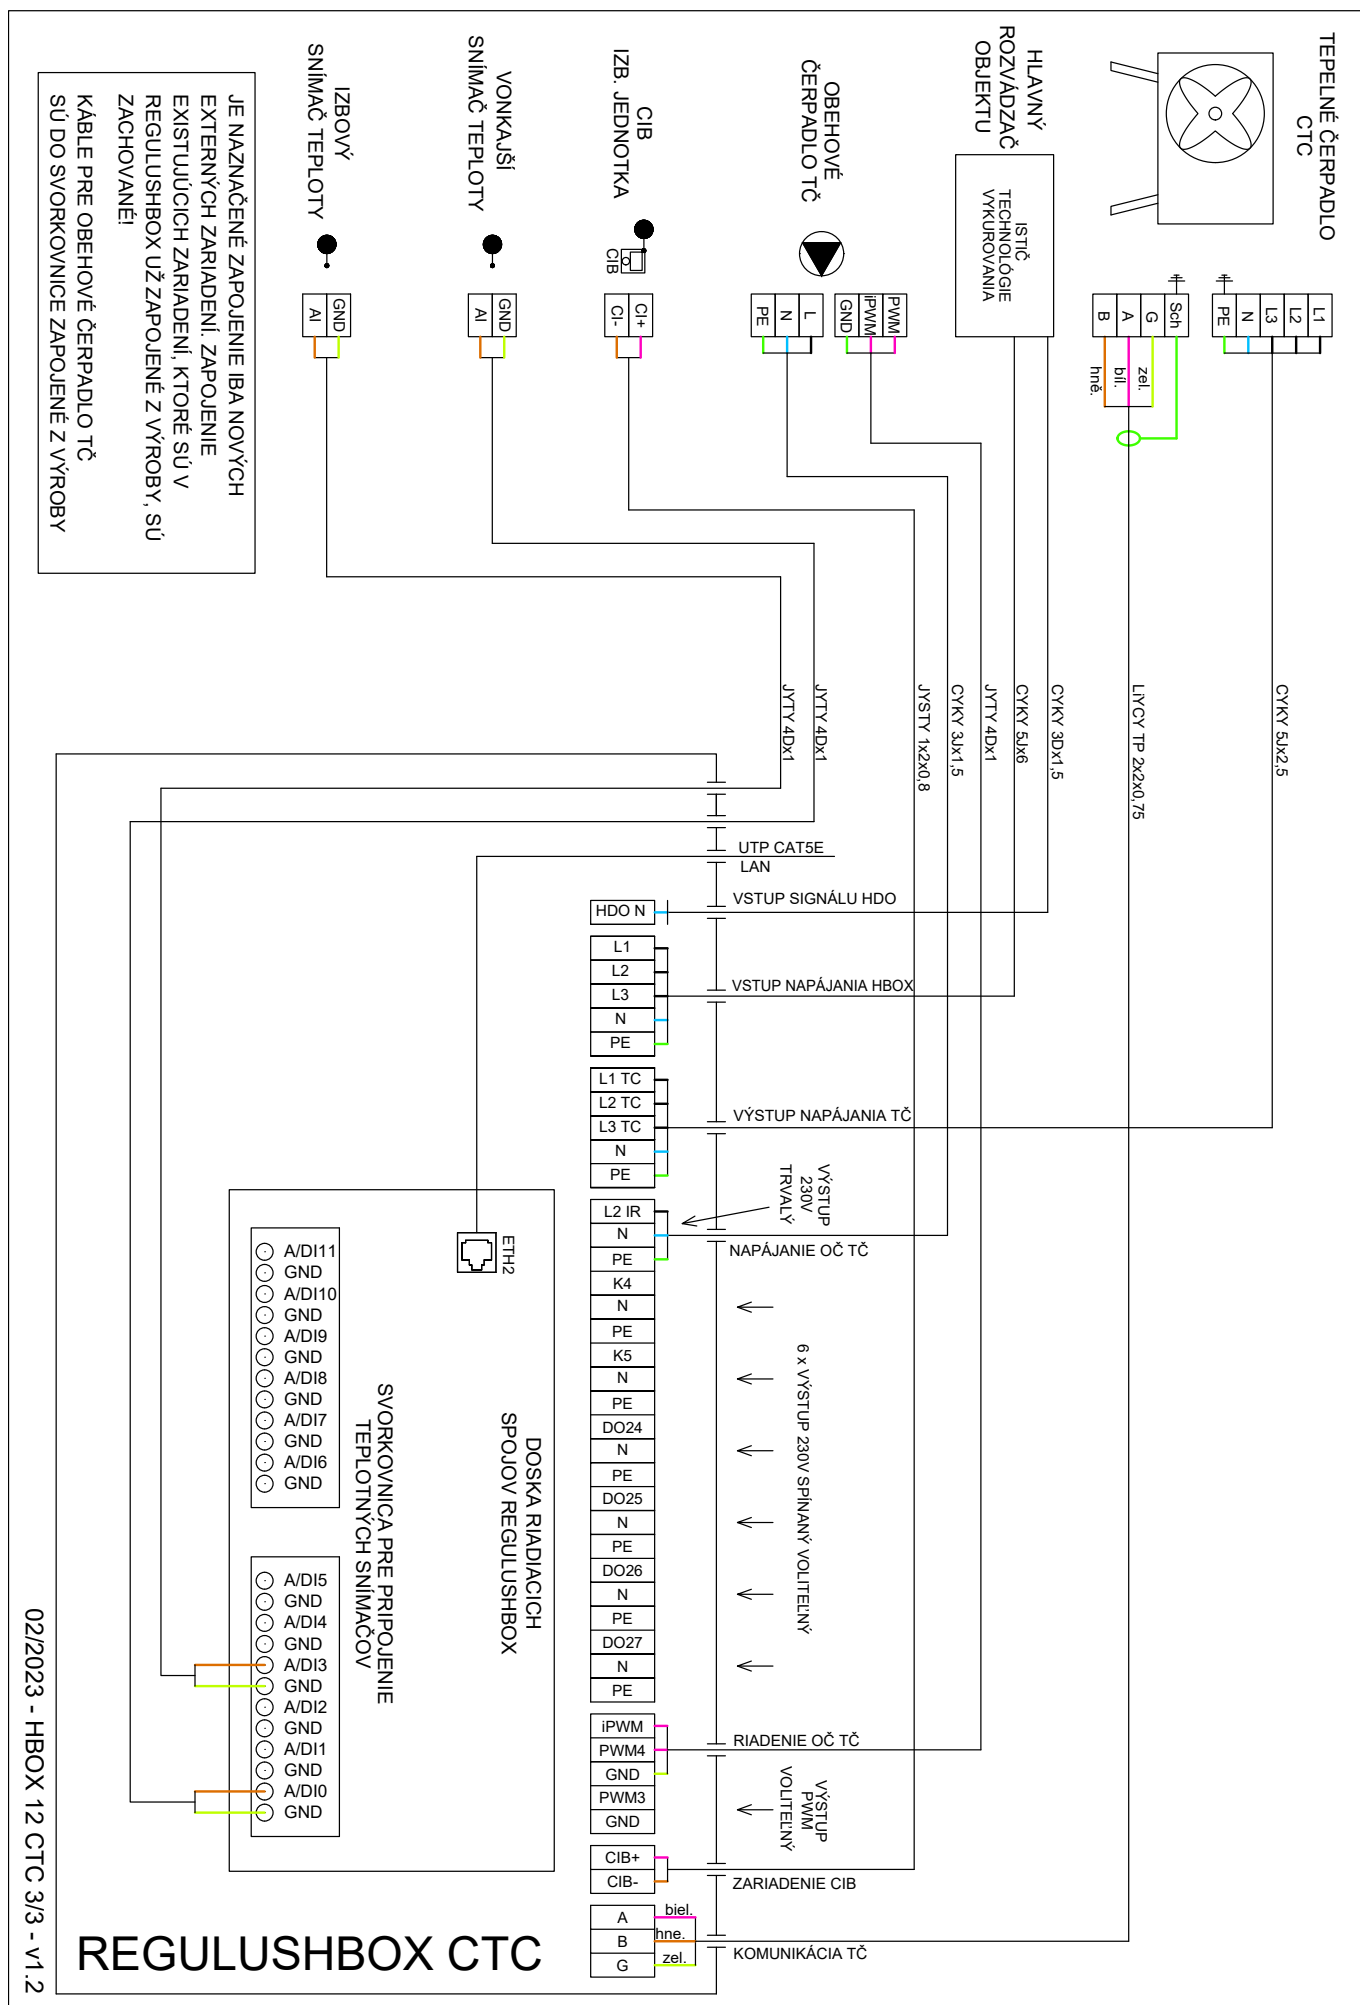 TEPELNÉ ČERPADLO
CTC
L1
L2
L3
N
PE
Sch
G
A
B
zel.
bíl.
hně.
HLAVNÝ
ROZVÁDZAČ
OBJEKTU
ISTIČ
TECHNOLÓGIE
VYKUROVANIA
OBEHOVÉ
ČERPADLO TČ
PWM
iPWM
GND
L
N
PE
CIB
IZB. JEDNOTKA
CIB
CI+
CI-
VONKAJŠÍ
SNÍMAČ TEPLOTY
GND
AI
IZBOVÝ
SNÍMAČ TEPLOTY
GND
AI
JE NAZNAČENÉ ZAPOJENIE IBA NOVÝCH
EXTERNÝCH ZARIADENÍ. ZAPOJENIE
EXISTUJÚCICH ZARIADENÍ, KTORÉ SÚ V
REGULUSHBOX UŽ ZAPOJENÉ Z VÝROBY, SÚ
ZACHOVANÉ!
KÁBLE PRE OBEHOVÉ ČERPADLO TČ
SÚ DO SVORKOVNICE ZAPOJENÉ Z VÝROBY
CYKY 5Jx2,5
LiYCY TP 2x2x0,75
CYKY 3Dx1,5
CYKY 5Jx6
JYTY 4Dx1
CYKY 3Jx1,5
JYSTY 1x2x0,8
JYTY 4Dx1
JYTY 4Dx1
UTP CAT5E
LAN
VSTUP SIGNÁLU HDO
HDO N
L1
L2
L3
N
PE
VSTUP NAPÁJANIA HBOX
L1 TC
L2 TC
L3 TC
N
PE
VÝSTUP NAPÁJANIA TČ
VÝSTUP
230V
TRVALÝ
L2 IR
N
PE
NAPÁJANIE OČ TČ
K4
N
PE
K5
N
PE
DO24
N
PE
DO25
N
PE
DO26
N
PE
DO27
N
PE
6 x VÝSTUP 230V SPÍNANÝ VOLITEĽNÝ
iPWM
PWM4
GND
PWM3
GND
RIADENIE OČ TČ
VÝSTUP
PWM
VOLITEĽNÝ
CIB+
CIB-
ZARIADENIE CIB
A
B
G
biel.
hne.
zel.
KOMUNIKÁCIA TČ
ETH2
DOSKA RIADIACICH
SPOJOV REGULUSHBOX
SVORKOVNICA PRE PRIPOJENIE
TEPLOTNÝCH SNÍMAČOV
A/DI11
GND
A/DI10
GND
A/DI9
GND
A/DI8
GND
A/DI7
GND
A/DI6
GND
A/DI5
GND
A/DI4
GND
A/DI3
GND
A/DI2
GND
A/DI1
GND
A/DI0
GND
REGULUSHBOX CTC
02/2023 - HBOX 12 CTC 3/3 - v1.2